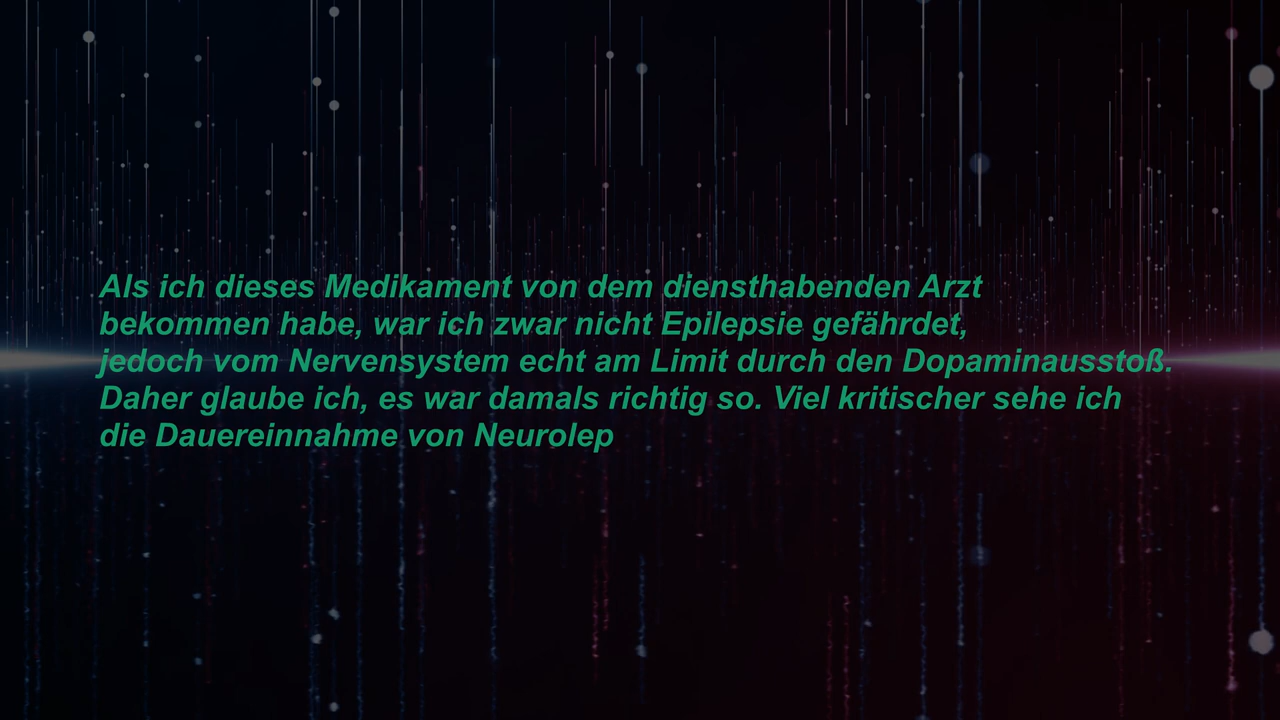 Als ich dieses Medikament von dem diensthabenden Arzt
bekommen habe, war ich zwar nicht Epilepsie gefährdet,
jedoch vom Nervensystem echt am Limit durch den Dopaminausstoß.
Daher glaube ich, es war damals richtig so. Viel kritischer sehe ich
die Dauereinnahme von Neurolep